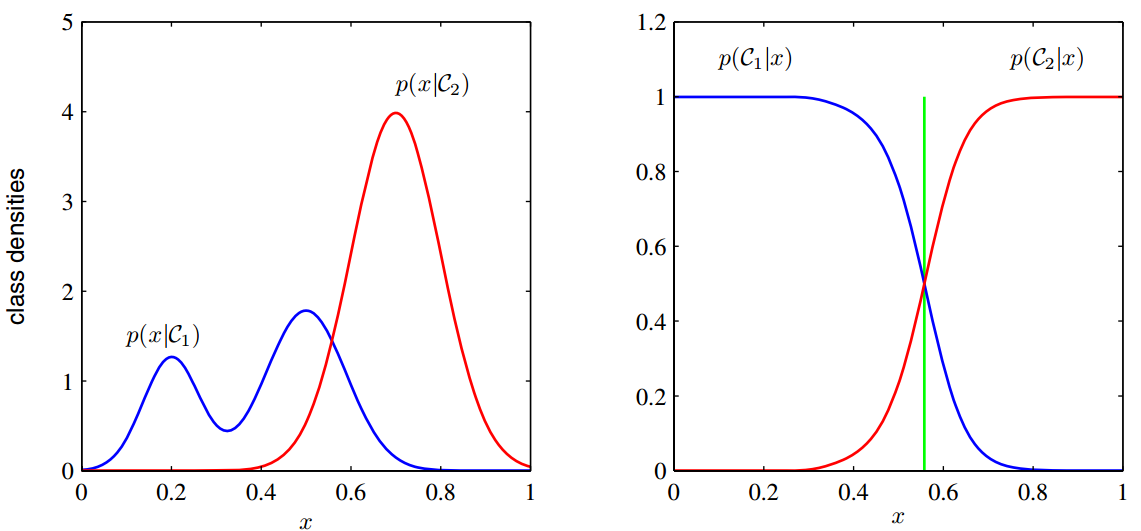 class densities
5
4
3
2
1
0
p(x|𝒞₂)
p(x|𝒞₁)
0 0.2 0.4 0.6 0.8 1
x
1.2
1
0.8
0.6
0.4
0.2
0
p(𝒞₁|x) p(𝒞₂|x)
0 0.2 0.4 0.6 0.8 1
x